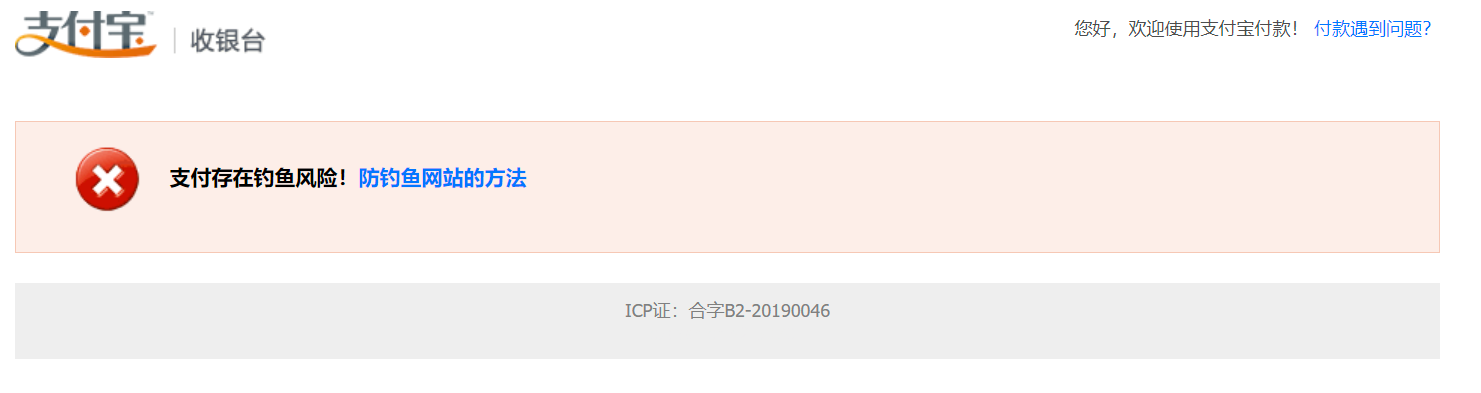 支付宝™ | 收银台
您好，欢迎使用支付宝付款！ 付款遇到问题？
支付存在钓鱼风险！防钓鱼网站的方法
ICP证：合字B2-20190046